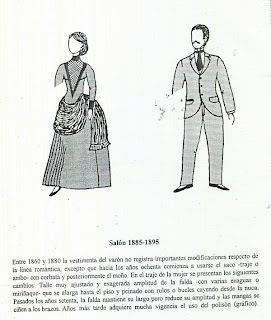 Salón 1885-1895
Entre 1860 y 1880 la vestimenta del varón no registra importantes modificaciones respecto de
la línea romántica, excepto que hacia los años ochenta comienza a usarse el saco -traje o
ambo- con corbata y posteriormente el moño. En el traje de la mujer se presentan los siguientes
cambios: Talle muy ajustado y exagerada amplitud de la falda -con varias enaguas o
miriñaque- que se alarga hasta el piso y peinado con rulos o bucles cayendo desde la nuca.
Pasados los años setenta, la falda mantiene su largo pero reduce su amplitud y las mangas se
ciñen a los brazos. Años más tarde adquiere mucha vigencia el uso del polisón (gráfico).